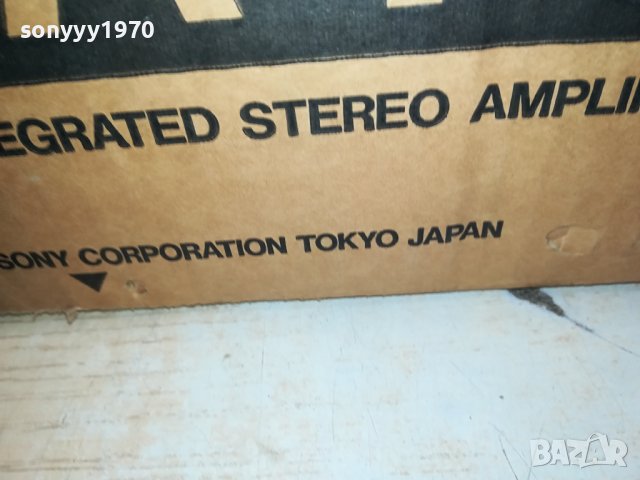 sonyyy1970
EGRATED STEREO AMPLI
SONY CORPORATION TOKYO JAPAN
BAZAR